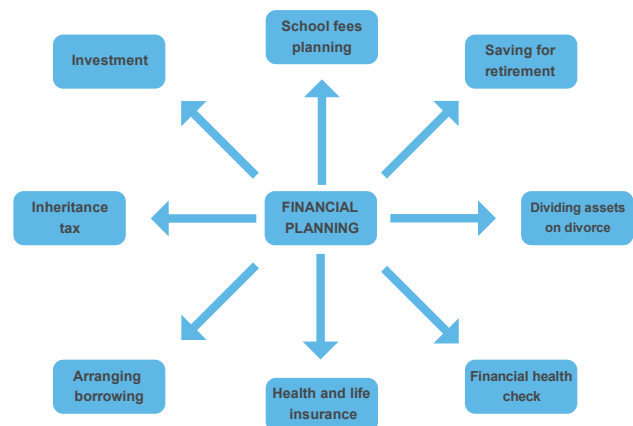 School fees
planning
Investment
Saving for
retirement
Inheritance
tax
FINANCIAL
PLANNING
Dividing assets
on divorce
Arranging
borrowing
Health and life
insurance
Financial health
check